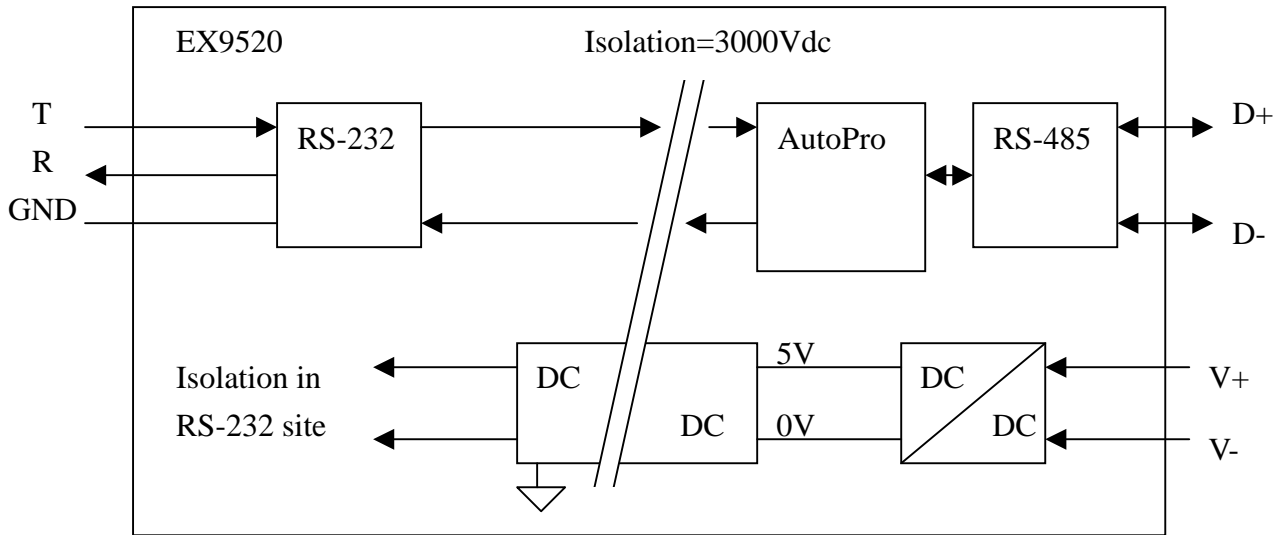 EX9520
Isolation=3000Vdc
T
R
GND
RS-232
AutoPro
RS-485
D+
D-
Isolation in
RS-232 site
DC
DC
5V
0V
DC
DC
V+
V-